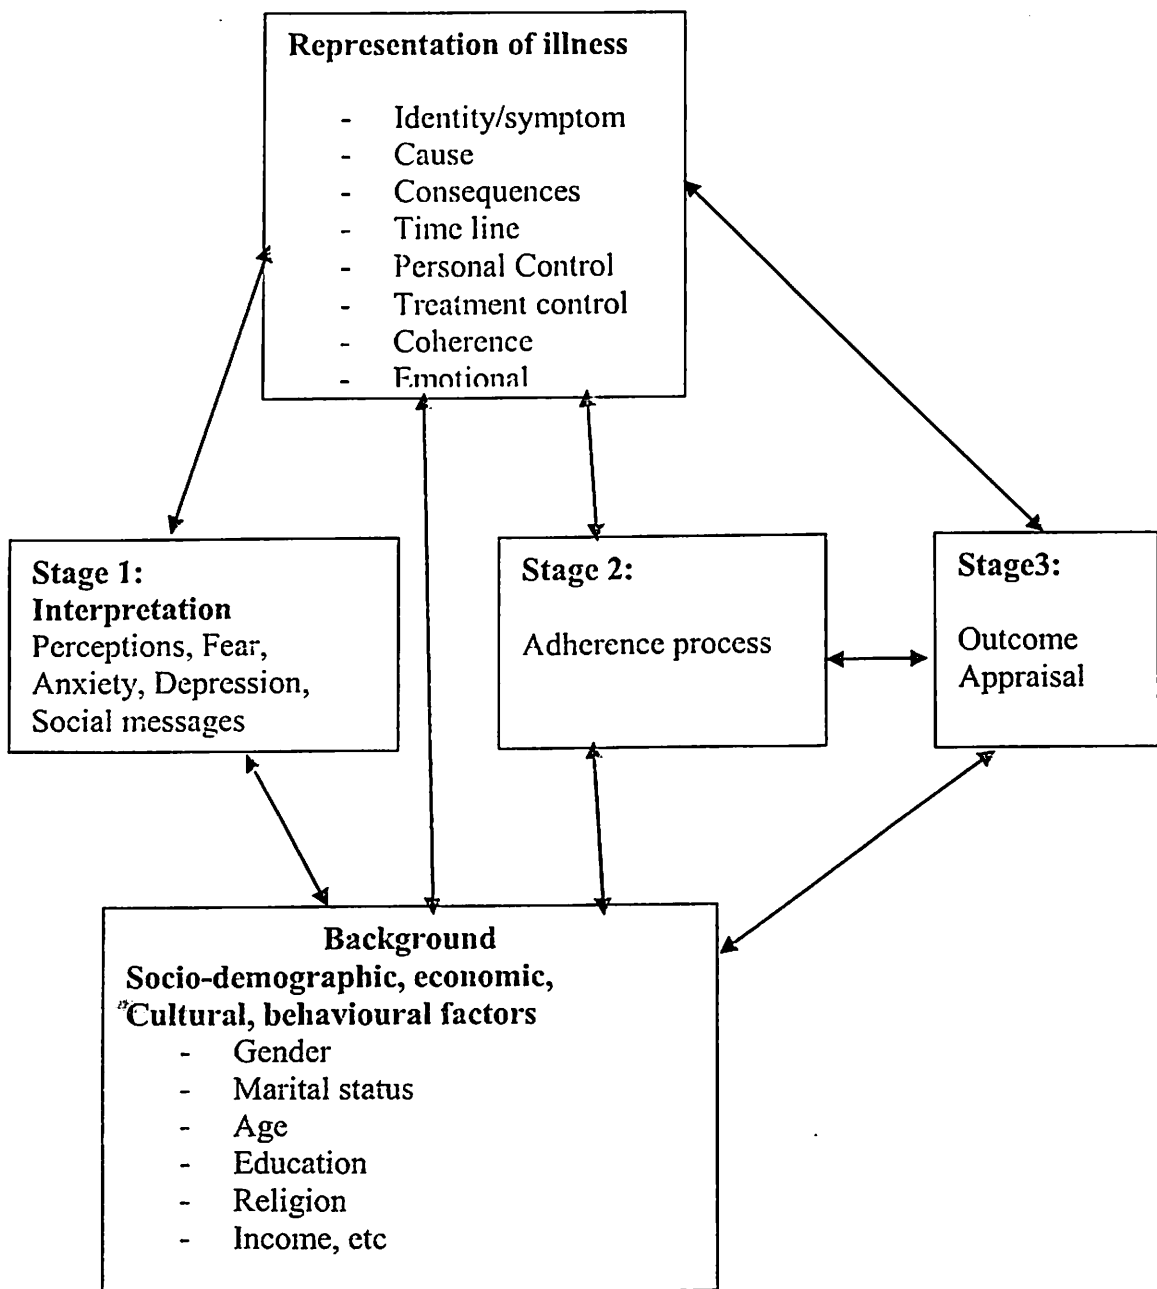 Representation of illness
- Identity/symptom
- Cause
- Consequences
- Time line
- Personal Control
- Treatment control
- Coherence
- Emotional
Stage 1:
Interpretation
Perceptions, Fear,
Anxiety, Depression,
Social messages
Stage 2:
Adherence process
Stage3:
Outcome
Appraisal
Background
Socio-demographic, economic,
Cultural, behavioural factors
- Gender
- Marital status
- Age
- Education
- Religion
- Income, etc